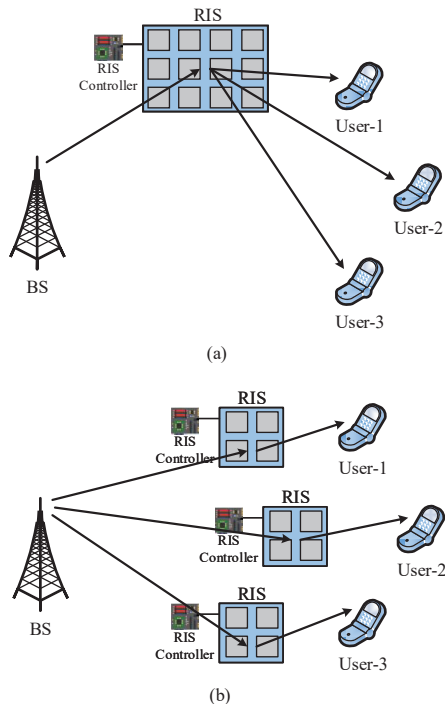 RIS
RIS
Controller
User-1
User-2
BS
User-3
(a)
RIS
RIS
Controller
User-1
RIS
RIS
Controller
User-2
BS
RIS
RIS
Controller
User-3
(b)